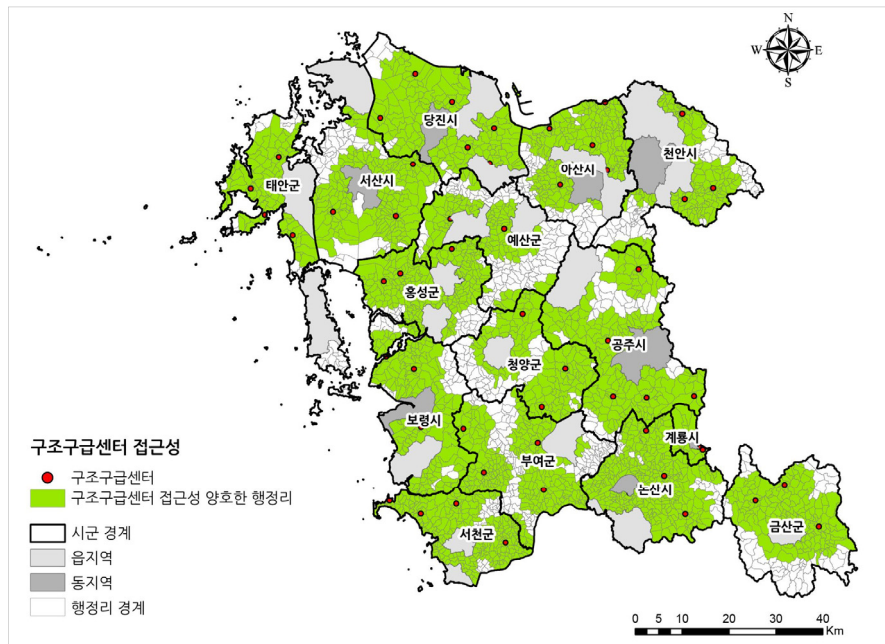 N
W
E
S
당진시
천안시
아산시
서산시
태안군
예산군
홍성군
공주시
청양군
보령시
계룡시
부여군
논산시
서천군
금산군
구조구급센터 접근성
구조구급센터
구조구급센터 접근성 양호한 행정리
시군 경계
읍지역
동지역
행정리 경계
0 5 10 20 30 40
Km